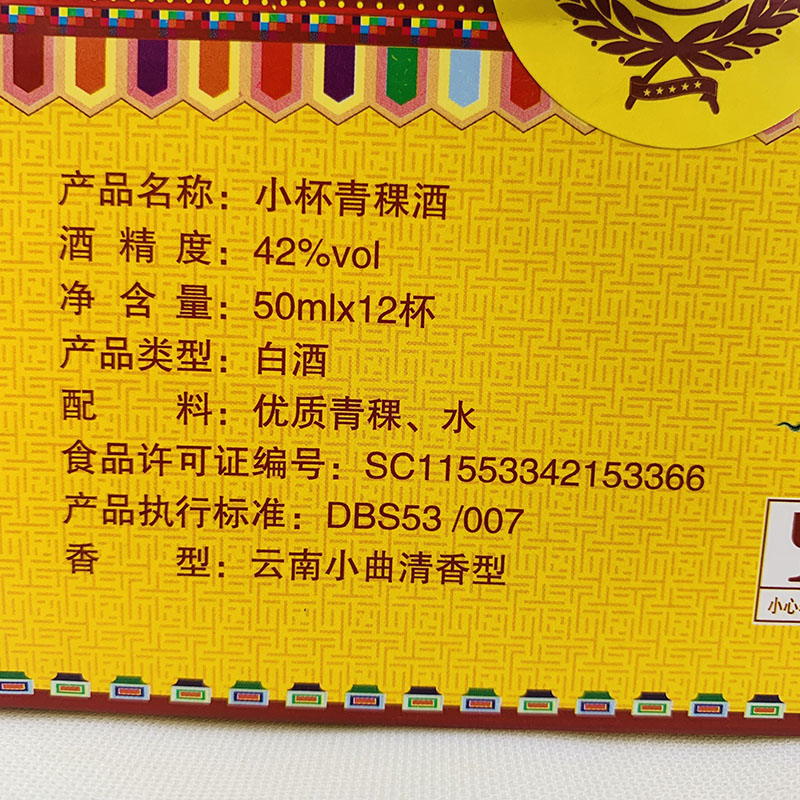 产品名称：小杯青稞酒
酒精度：42%vol
净含量：50mlx12杯
产品类型：白酒
配料：优质青稞、水
食品许可证编号：SC11553342153366
产品执行标准：DBS53 /007
香型：云南小曲清香型
小心